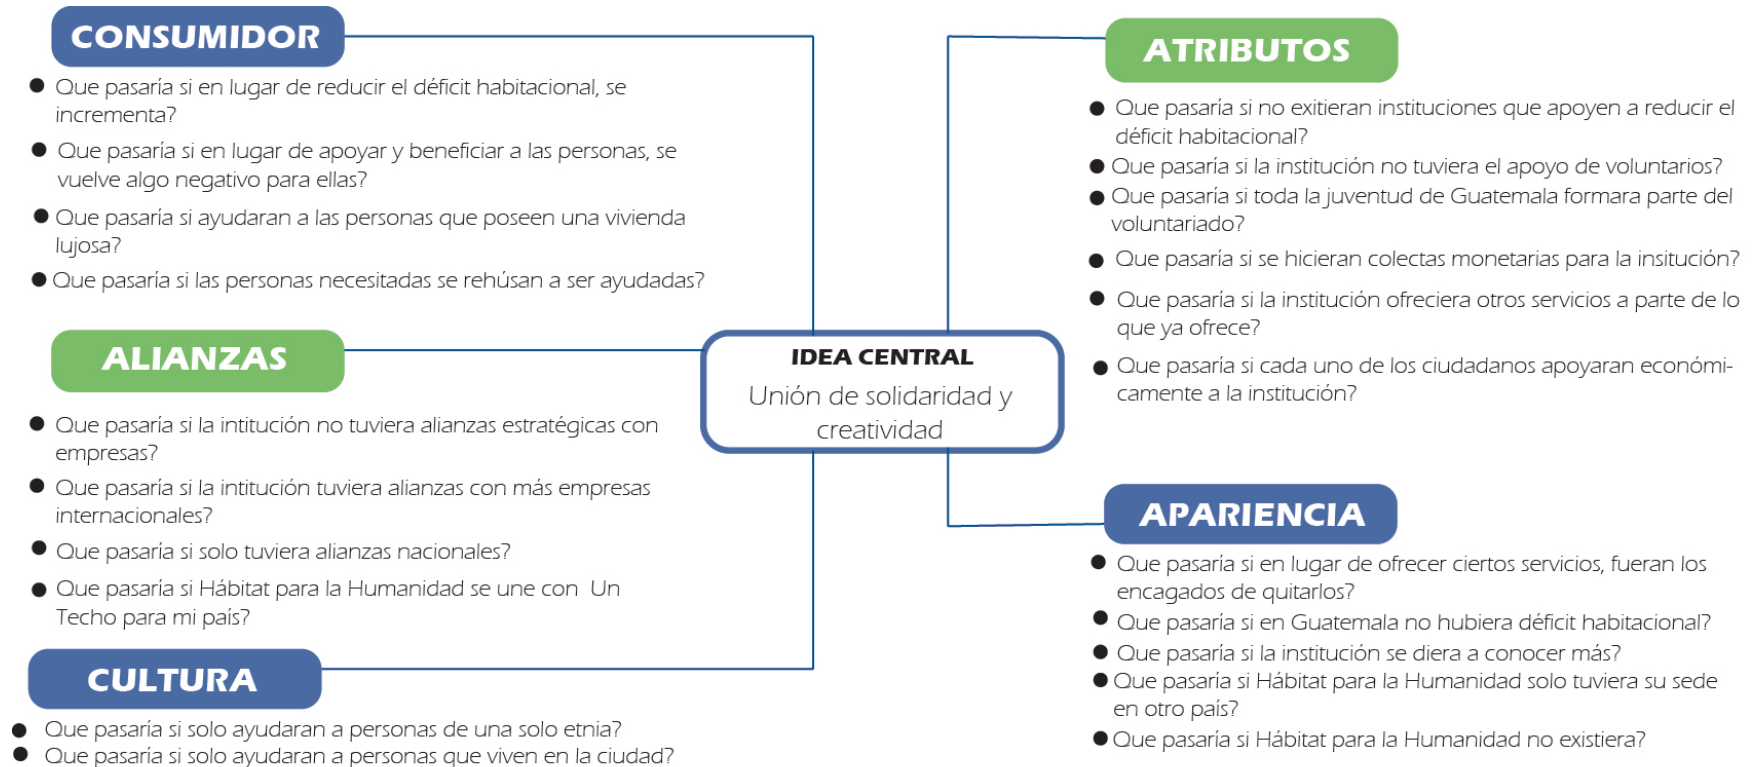 CONSUMIDOR
Que pasaría si en lugar de reducir el déficit habitacional, se
incrementa?
Que pasaría si en lugar de apoyar y beneficiar a las personas, se
vuelve algo negativo para ellas?
Que pasaría si ayudaran a las personas que poseen una vivienda
lujosa?
Que pasaría si las personas necesitadas se rehúsan a ser ayudadas?
ALIANZAS
Que pasaría si la intitución no tuviera alianzas estratégicas con
empresas?
Que pasaría si la intitución tuviera alianzas con más empresas
internacionales?
Que pasaría si solo tuviera alianzas nacionales?
Que pasaría si Hábitat para la Humanidad se une con Un
Techo para mi país?
CULTURA
Que pasaría si solo ayudaran a personas de una solo etnia?
Que pasaría si solo ayudaran a personas que viven en la ciudad?
IDEA CENTRAL
Unión de solidaridad y
creatividad
ATRIBUTOS
Que pasaría si no exitieran instituciones que apoyen a reducir el
déficit habitacional?
Que pasaría si la institución no tuviera el apoyo de voluntarios?
Que pasaría si toda la juventud de Guatemala formara parte del
voluntariado?
Que pasaría si se hicieran colectas monetarias para la insitución?
Que pasaría si la institución ofreciera otros servicios a parte de lo
que ya ofrece?
Que pasaría si cada uno de los ciudadanos apoyaran económi-
camente a la institución?
APARIENCIA
Que pasaría si en lugar de ofrecer ciertos servicios, fueran los
encagados de quitarlos?
Que pasaría si en Guatemala no hubiera déficit habitacional?
Que pasaría si la institución se diera a conocer más?
Que pasaría si Hábitat para la Humanidad solo tuviera su sede
en otro país?
Que pasaría si Hábitat para la Humanidad no existiera?